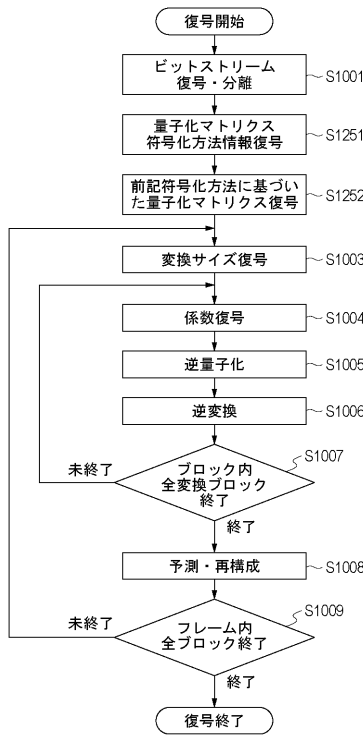 復号開始
ビットストリーム
復号・分離
S1001
量子化マトリクス
符号化方法情報復号
S1251
前記符号化方法に基づい
た量子化マトリクス復号
S1252
変換サイズ復号
S1003
係数復号
S1004
逆量子化
S1005
逆変換
S1006
ブロック内
全変換ブロック
終了
S1007
未終了
終了
予測・再構成
S1008
フレーム内
全ブロック終了
S1009
未終了
終了
復号終了